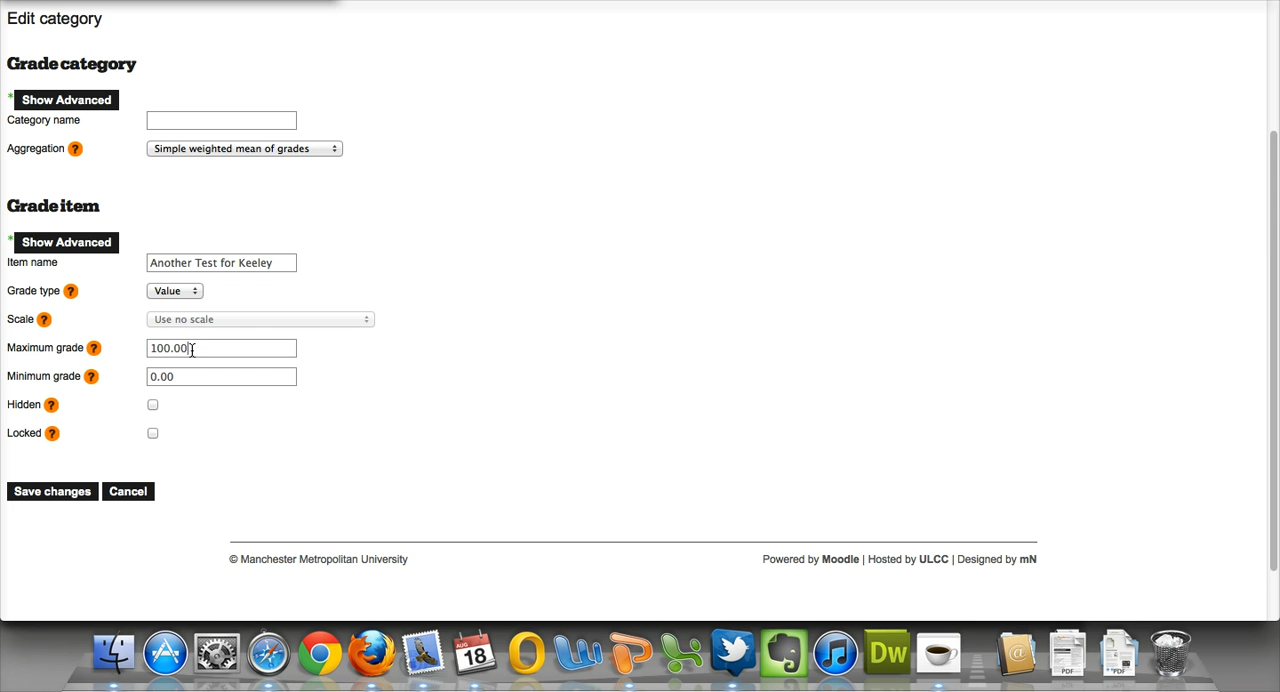 Edit category
Grade category
* Show Advanced
Category name
Aggregation ? Simple weighted mean of grades
Grade item
* Show Advanced
Item name Another Test for Keeley
Grade type ? Value
Scale ? Use no scale
Maximum grade ? 100.00
Minimum grade ? 0.00
Hidden ?
Locked ?
Save changes Cancel
© Manchester Metropolitan University Powered by Moodle | Hosted by ULCC | Designed by mN
AUG
18
Dw
@
PDF
PDF